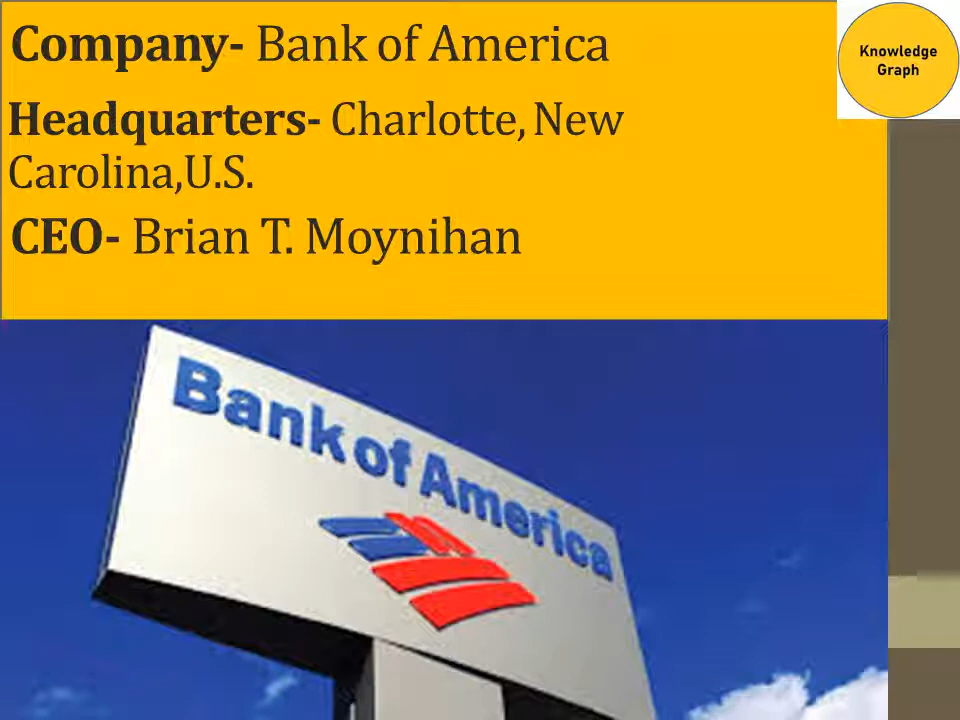 Company- Bank of America
Knowledge
Graph
Headquarters- Charlotte, New
Carolina,U.S.
CEO- Brian T. Moynihan
Bank of America